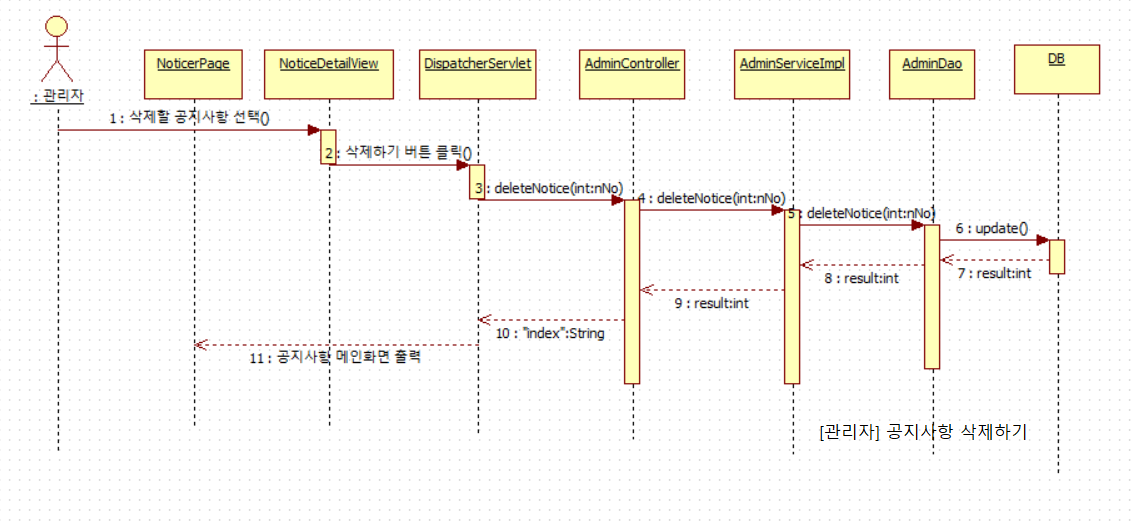 NoticerPage
NoticeDetailView
DispatcherServlet
AdminController
AdminServiceImpl
AdminDao
DB
: 관리자
1 : 삭제할 공지사항 선택()
2 : 삭제하기 버튼 클릭()
3 : deleteNotice(int:nNo)
4 : deleteNotice(int:nNo)
5 : deleteNotice(int:nNo)
6 : update()
7 : result:int
8 : result:int
9 : result:int
10 : "index":String
11 : 공지사항 메인화면 출력
[관리자] 공지사항 삭제하기